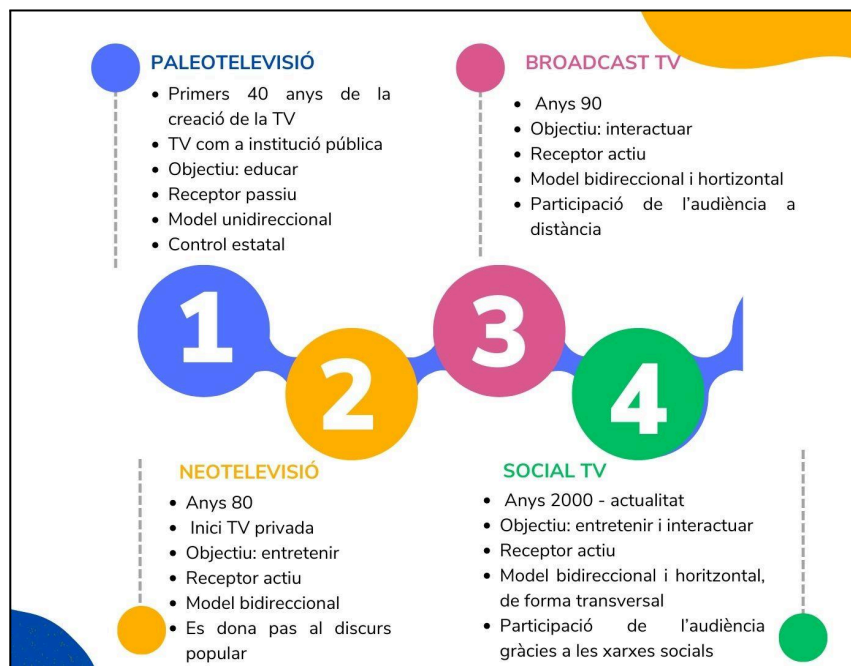 PALEOTELEVISIÓ
• Primers 40 anys de la
creació de la TV
• TV com a institució pública
• Objectiu: educar
• Receptor passiu
• Model unidireccional
• Control estatal
BROADCAST TV
• Anys 90
• Objectiu: interactuar
• Receptor actiu
• Model bidireccional i hortizontal
• Participació de l'audiència a
distància
1
2
3
4
NEOTELEVISIÓ
• Anys 80
• Inici TV privada
• Objectiu: entretenir
• Receptor actiu
• Model bidireccional
• Es dona pas al discurs
popular
SOCIAL TV
• Anys 2000 - actualitat
• Objectiu: entretenir i interactuar
• Receptor actiu
• Model bidireccional i horitzontal,
de forma transversal
• Participació de l'audiència
gràcies a les xarxes socials